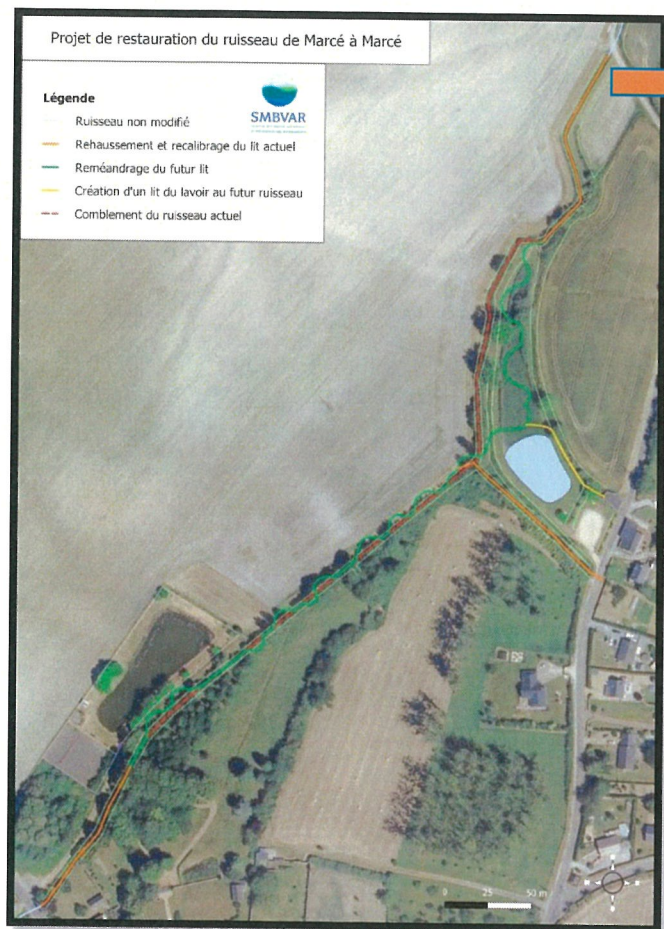 Projet de restauration du ruisseau de Marcé à Marcé
Légende
SMBVAR
Ruisseau non modifié
Rehaussement et recalibrage du lit actuel
Reméandrage du futur lit
Création d'un lit du lavoir au futur ruisseau
Comblement du ruisseau actuel
0 25 50 m